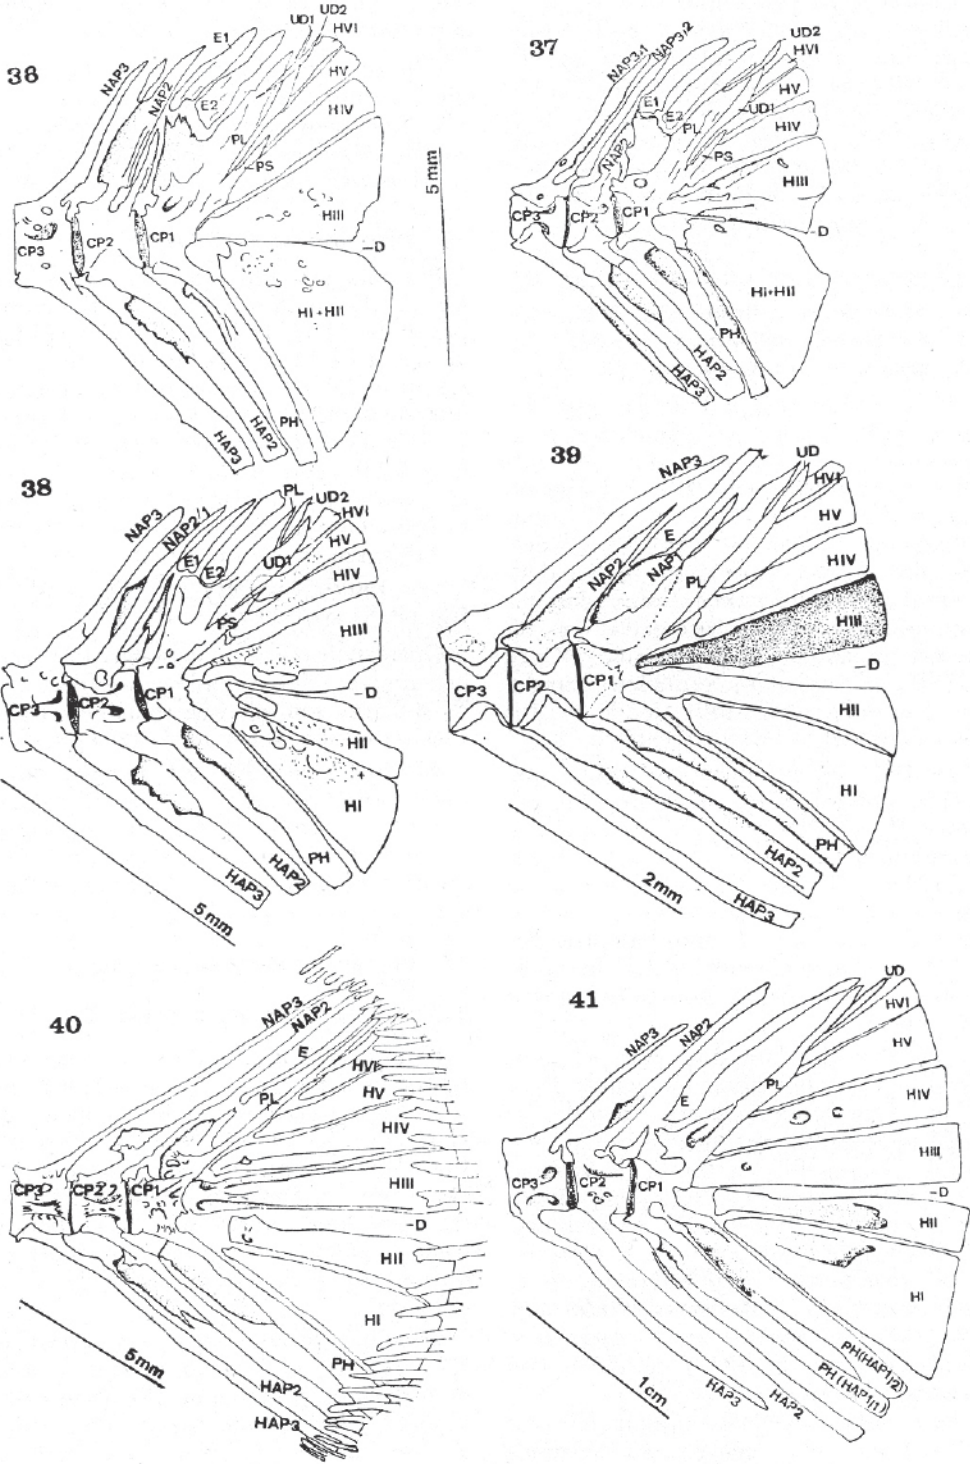 36
NAP3
NAP2
E1
E2
UD1
UD2
HVI
HV
HIV
PL
PS
HIII
D
CP3
CP2
CP1
HI+HII
PH
HAP2
HAP3
5mm
37
NAP3/1
NAP3/2
NAP2
E1
E2
PL
UD2
HVI
HV
UD1
HIV
PS
HIII
D
CP3
CP2
CP1
HI+HII
PH
HAP2
HAP3
38
NAP3
NAP2/1
E1
E2
PL
UD2
HVI
UD1
HV
HIV
PS
HIII
D
CP3
CP2
CP1
HII
+
HI
PH
HAP2
HAP3
5mm
39
NAP3
NAP2
E
NAP1
PL
UD
HVI
HV
HIV
HIII
D
CP3
CP2
CP1
HII
HI
PH
HAP2
HAP3
2mm
40
NAP3
NAP2
E
PL
HVI
HV
HIV
HIII
D
CP3
CP2
CP1
HII
HI
PH
HAP2
HAP3
5mm
41
NAP3
NAP2
E
PL
UD
HVI
HV
HIV
HIII
D
CP3
CP2
CP1
HII
HI
PH(HAP1/2)
PH(HAP1/1)
HAP3
HAP2
1cm